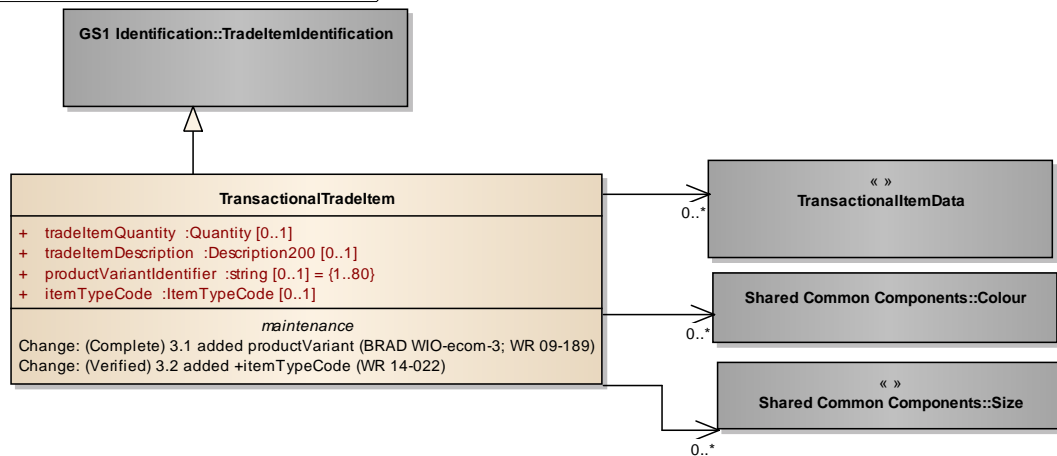 GS1 Identification::TradeItemIdentification
TransactionalTradeItem
+ tradeItemQuantity :Quantity [0..1]
+ tradeItemDescription :Description200 [0..1]
+ productVariantIdentifier :string [0..1] = {1..80}
+ itemTypeCode :ItemTypeCode [0..1]
maintenance
Change: (Complete) 3.1 added productVariant (BRAD WIO-ecom-3; WR 09-189)
Change: (Verified) 3.2 added +itemTypeCode (WR 14-022)
« »
TransactionalItemData
0..*
Shared Common Components::Colour
0..*
« »
Shared Common Components::Size
0..*